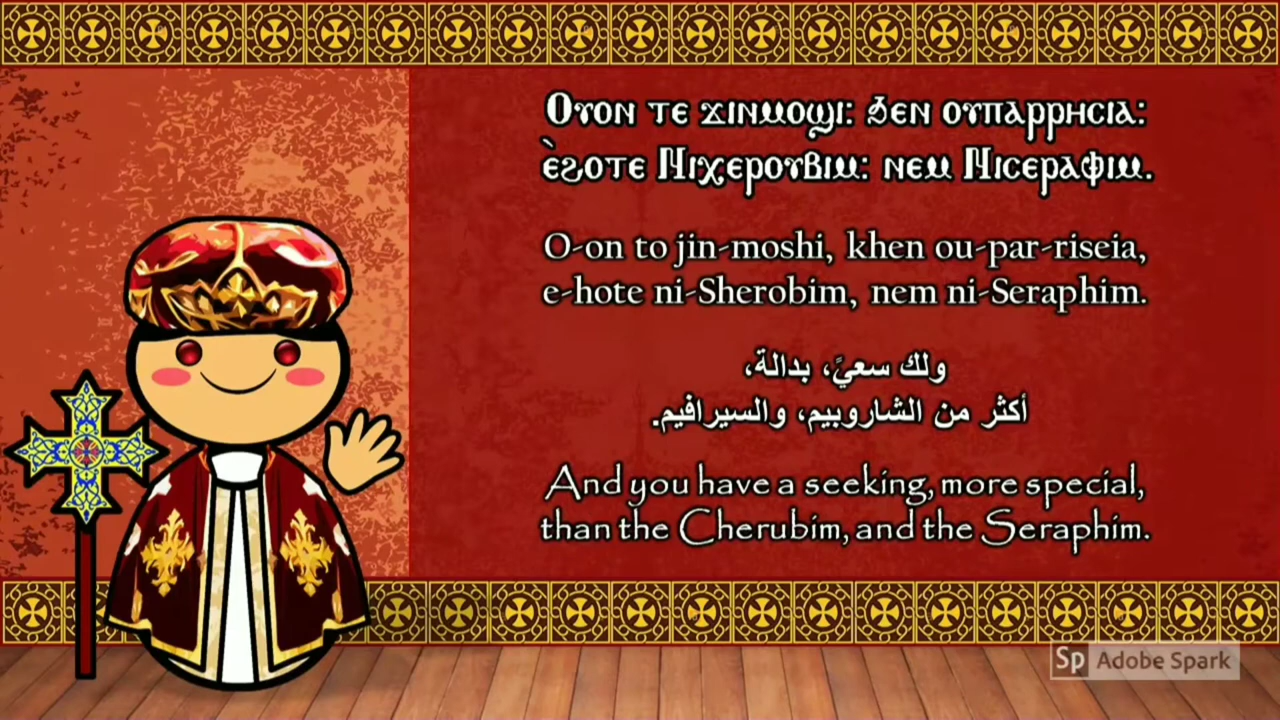 Ⲟⲩⲟⲛ ⲧⲉ ϫⲓⲛⲙⲟϣⲓ: ϧⲉⲛ ⲟⲩⲡⲁⲣⲣⲏⲥⲓⲁ:
ⲉ̀ϩⲟⲧⲉ Ⲛⲓⲭⲉⲣⲟⲩⲃⲓⲙ: ⲛⲉⲙ Ⲛⲓⲥⲉⲣⲁⲫⲓⲙ.
O-on to jin-moshi, khen ou-par-riseia,
e-hote ni-Sherobim, nem ni-Seraphim.
ولك سعيً، بدالة،
أكثر من الشاروبيم، والسيرافيم.
And you have a seeking, more special,
than the Cherubim, and the Seraphim.
Sp Adobe Spark